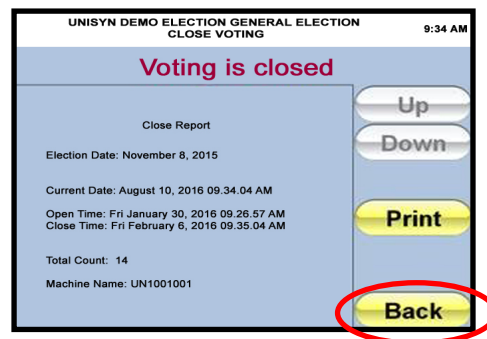 UNISYN DEMO ELECTION GENERAL ELECTION
CLOSE VOTING
9:34 AM
Voting is closed
Close Report
Election Date: November 8, 2015
Current Date: August 10, 2016 09.34.04 AM
Open Time: Fri January 30, 2016 09.26.57 AM
Close Time: Fri February 6, 2016 09.35.04 AM
Total Count: 14
Machine Name: UN1001001
Up
Down
Print
Back